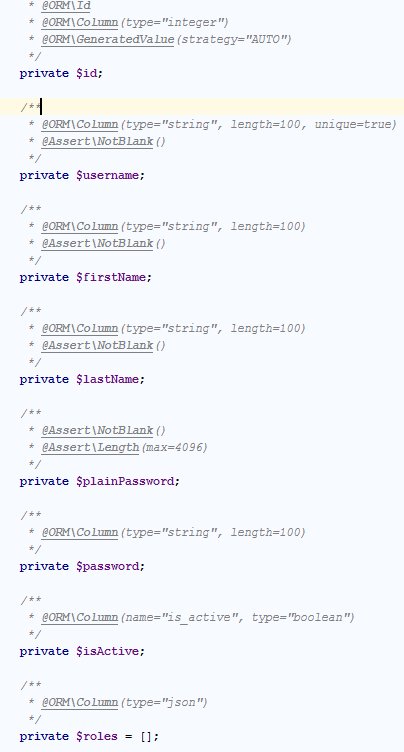 * @ORM\Id
* @ORM\Column(type="integer")
* @ORM\GeneratedValue(strategy="AUTO")
*/
private $id;
/**
* @ORM\Column(type="string", length=100, unique=true)
* @Assert\NotBlank()
*/
private $username;
/**
* @ORM\Column(type="string", length=100)
* @Assert\NotBlank()
*/
private $firstName;
/**
* @ORM\Column(type="string", length=100)
* @Assert\NotBlank()
*/
private $lastName;
/**
* @Assert\NotBlank()
* @Assert\Length(max=4096)
*/
private $plainPassword;
/**
* @ORM\Column(type="string", length=100)
*/
private $password;
/**
* @ORM\Column(name="is_active", type="boolean")
*/
private $isActive;
/**
* @ORM\Column(type="json")
*/
private $roles = [];